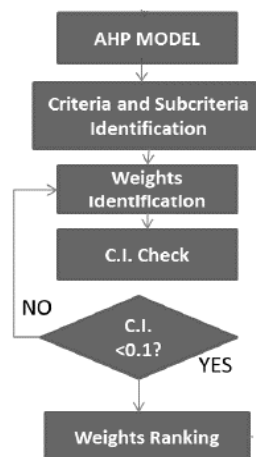 AHP MODEL
Criteria and Subcriteria
Identification
Weights
Identification
C.I. Check
NO
C.I.
<0.1?
YES
Weights Ranking